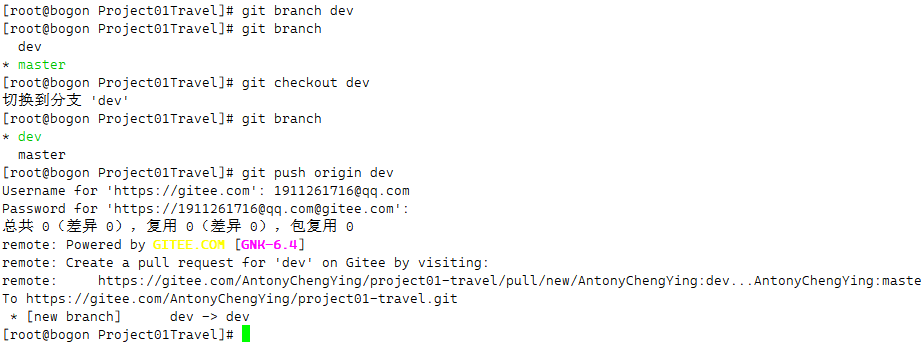 [root@bogon Project01Travel]# git branch dev
[root@bogon Project01Travel]# git branch
  dev
* master
[root@bogon Project01Travel]# git checkout dev
切换到分支 'dev'
[root@bogon Project01Travel]# git branch
* dev
  master
[root@bogon Project01Travel]# git push origin dev
Username for 'https://gitee.com': 1911261716@qq.com
Password for 'https://1911261716@qq.com@gitee.com':
总共 0（差异 0），复用 0（差异 0），包复用 0
remote: Powered by GITEE.COM [GNK-6.4]
remote: Create a pull request for 'dev' on Gitee by visiting:
remote:     https://gitee.com/AntonyChengYing/project01-travel/pull/new/AntonyChengYing:dev...AntonyChengYing:maste
To https://gitee.com/AntonyChengYing/project01-travel.git
 * [new branch]      dev -> dev
[root@bogon Project01Travel]#